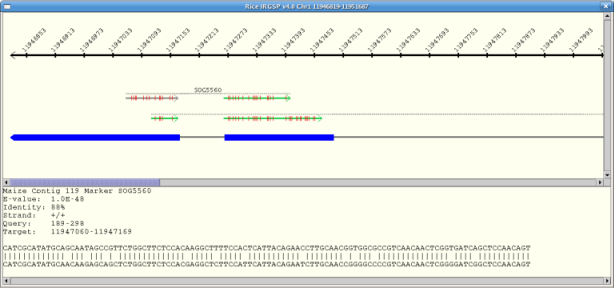 Rice IRGSP v4.0 Chr1 11946819-11951687
11946853 11946913 11946973 11947033 11947093 11947153 11947213 11947273 11947333 11947393 11947453 11947513 11947573 11947633 11947693 11947753 11947813 11947873 11947933 11947993
SOG5560
Maize Contig 119 Marker SOG5560
E-value: 1.0E-48
Identity: 88%
Strand: +/+
Query: 189-298
Target: 11947060-11947169
CATCGCATATGCAGCAATAGCCGTTCTGGCTTCTCCACAAGGCTTTTCCACTCATTACAGAACCTTGCAACGGTGGCGCCGTCAACAACTCGGTGATCAGCTCCAACAGT
CATCGCATATGCAACAAGAGCAGCTCTGGCTTCTCCACGAGGCTCTTCCATTCATTACAGAATCTTGCAACCGGGGCCCCGTCAACAACTCGGGGATCGGCTCCAACAGT